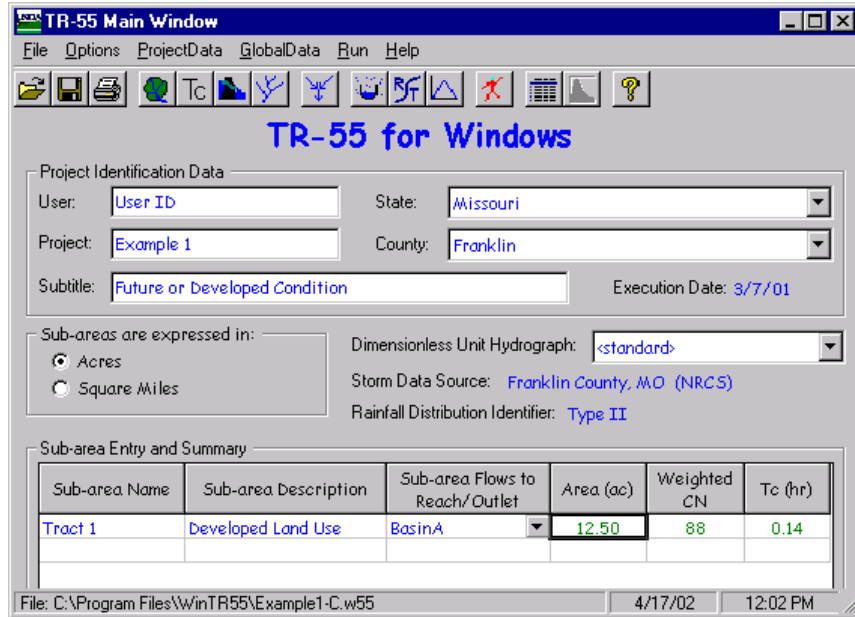 TR-55 Main Window
File Options ProjectData GlobalData Run Help
Tc
TR-55 for Windows
Project Identification Data
User: User ID State: Missouri
Project: Example 1 County: Franklin
Subtitle: Future or Developed Condition Execution Date: 3/7/01
Sub-areas are expressed in:
Acres
Square Miles
Dimensionless Unit Hydrograph: <standard>
Storm Data Source: Franklin County, MO (NRCS)
Rainfall Distribution Identifier: Type II
Sub-area Entry and Summary
Sub-area Name Sub-area Description Sub-area Flows to Reach/Outlet Area (ac) Weighted CN Tc (hr)
Tract 1 Developed Land Use BasinA 12.50 88 0.14
File: C:\Program Files\WinTR55\Example1-C.w55 4/17/02 12:02 PM